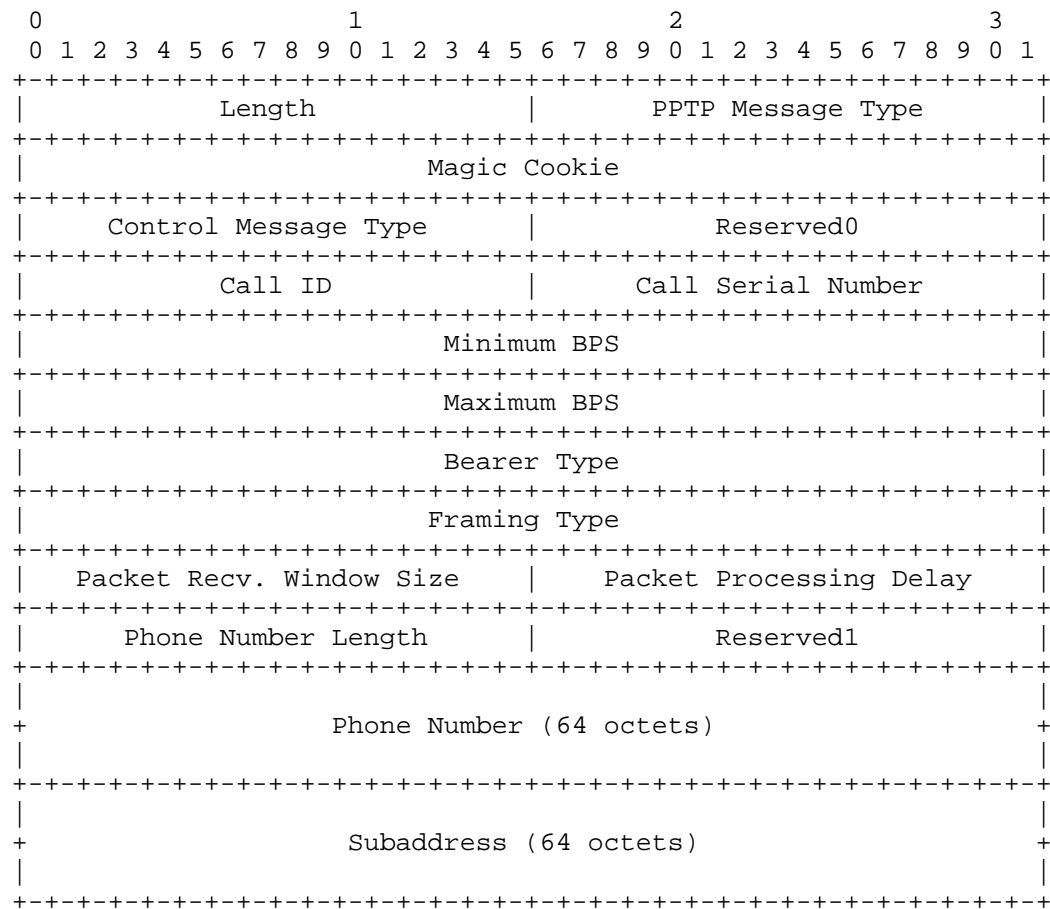 0                   1                   2                   3
 0 1 2 3 4 5 6 7 8 9 0 1 2 3 4 5 6 7 8 9 0 1 2 3 4 5 6 7 8 9 0 1
+-+-+-+-+-+-+-+-+-+-+-+-+-+-+-+-+-+-+-+-+-+-+-+-+-+-+-+-+-+-+-+-+
|            Length             |       PPTP Message Type       |
+-+-+-+-+-+-+-+-+-+-+-+-+-+-+-+-+-+-+-+-+-+-+-+-+-+-+-+-+-+-+-+-+
|                         Magic Cookie                          |
+-+-+-+-+-+-+-+-+-+-+-+-+-+-+-+-+-+-+-+-+-+-+-+-+-+-+-+-+-+-+-+-+
|     Control Message Type      |           Reserved0           |
+-+-+-+-+-+-+-+-+-+-+-+-+-+-+-+-+-+-+-+-+-+-+-+-+-+-+-+-+-+-+-+-+
|            Call ID            |      Call Serial Number       |
+-+-+-+-+-+-+-+-+-+-+-+-+-+-+-+-+-+-+-+-+-+-+-+-+-+-+-+-+-+-+-+-+
|                          Minimum BPS                          |
+-+-+-+-+-+-+-+-+-+-+-+-+-+-+-+-+-+-+-+-+-+-+-+-+-+-+-+-+-+-+-+-+
|                          Maximum BPS                          |
+-+-+-+-+-+-+-+-+-+-+-+-+-+-+-+-+-+-+-+-+-+-+-+-+-+-+-+-+-+-+-+-+
|                          Bearer Type                          |
+-+-+-+-+-+-+-+-+-+-+-+-+-+-+-+-+-+-+-+-+-+-+-+-+-+-+-+-+-+-+-+-+
|                         Framing Type                          |
+-+-+-+-+-+-+-+-+-+-+-+-+-+-+-+-+-+-+-+-+-+-+-+-+-+-+-+-+-+-+-+-+
|   Packet Recv. Window Size    |    Packet Processing Delay    |
+-+-+-+-+-+-+-+-+-+-+-+-+-+-+-+-+-+-+-+-+-+-+-+-+-+-+-+-+-+-+-+-+
|      Phone Number Length      |           Reserved1           |
+-+-+-+-+-+-+-+-+-+-+-+-+-+-+-+-+-+-+-+-+-+-+-+-+-+-+-+-+-+-+-+-+
|                                                               |
+                   Phone Number (64 octets)                    +
|                                                               |
+-+-+-+-+-+-+-+-+-+-+-+-+-+-+-+-+-+-+-+-+-+-+-+-+-+-+-+-+-+-+-+-+
|                                                               |
+                    Subaddress (64 octets)                     +
|                                                               |
+-+-+-+-+-+-+-+-+-+-+-+-+-+-+-+-+-+-+-+-+-+-+-+-+-+-+-+-+-+-+-+-+